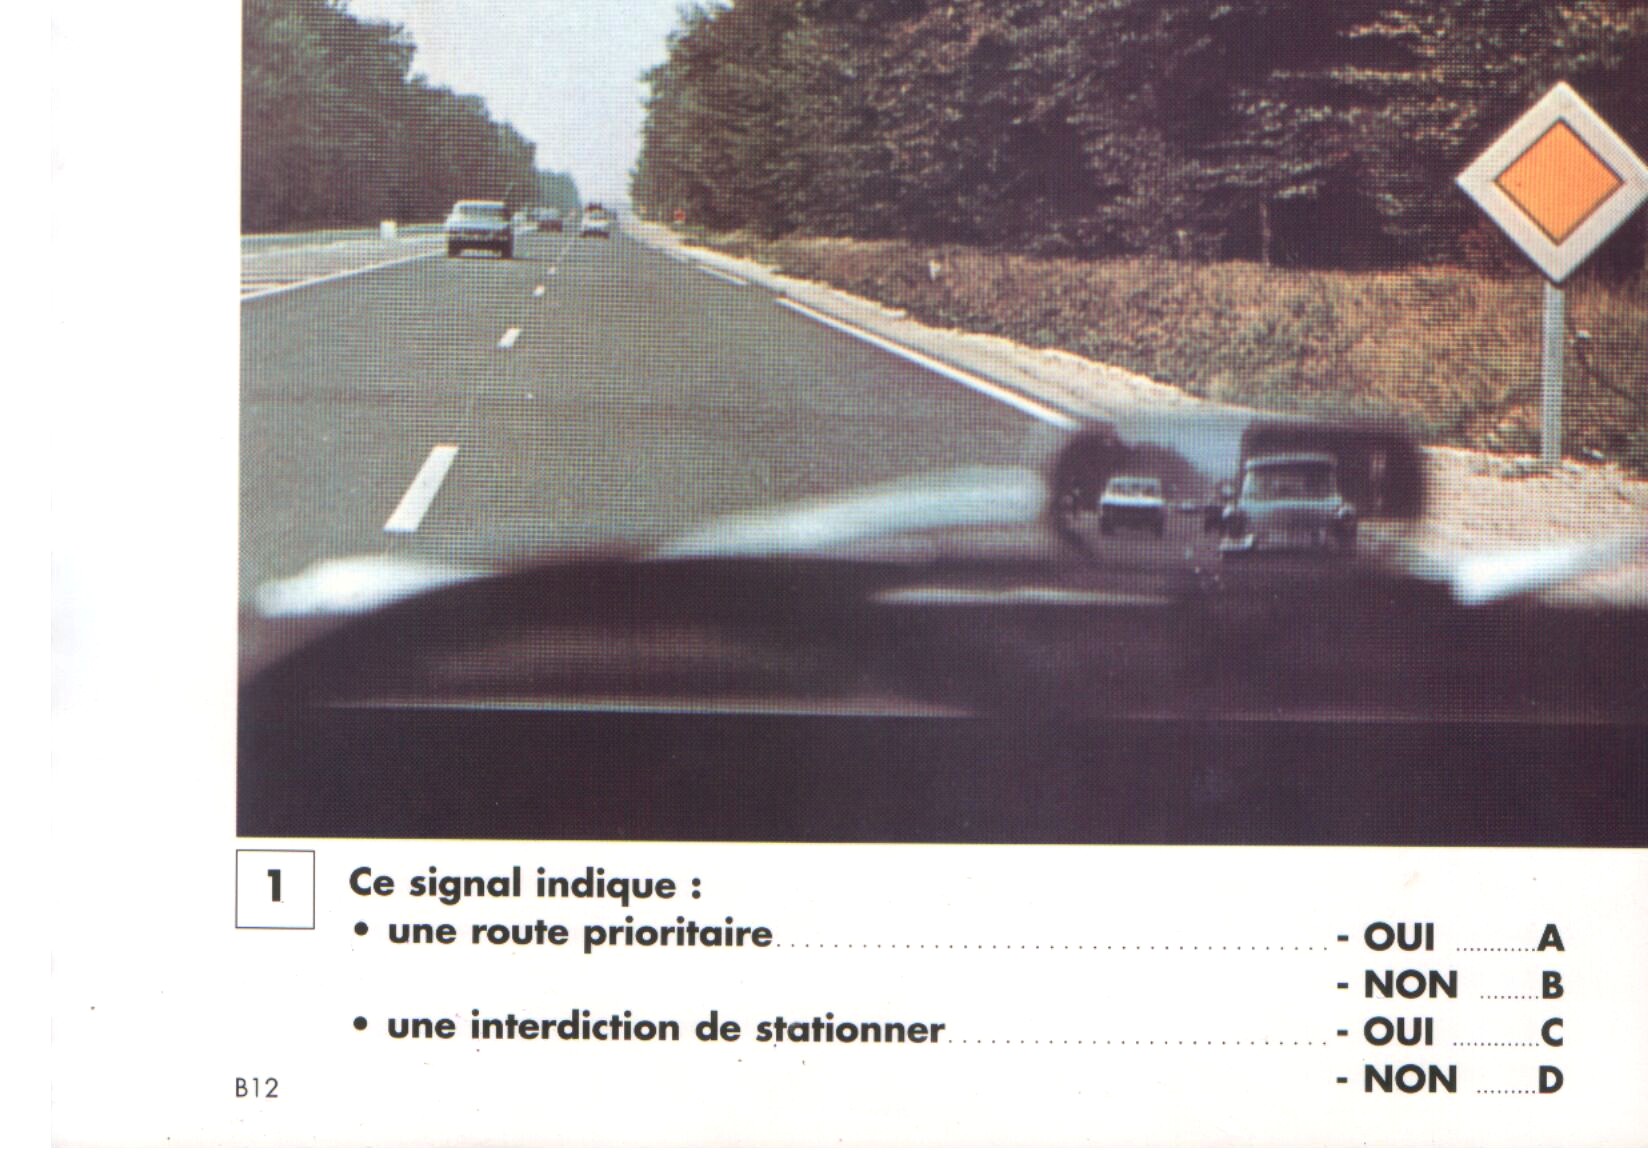 1
Ce signal indique :
• une route prioritaire.......................................- OUI ............A
- NON .........B
• une interdiction de stationner...........................- OUI .............C
- NON .........D
B12